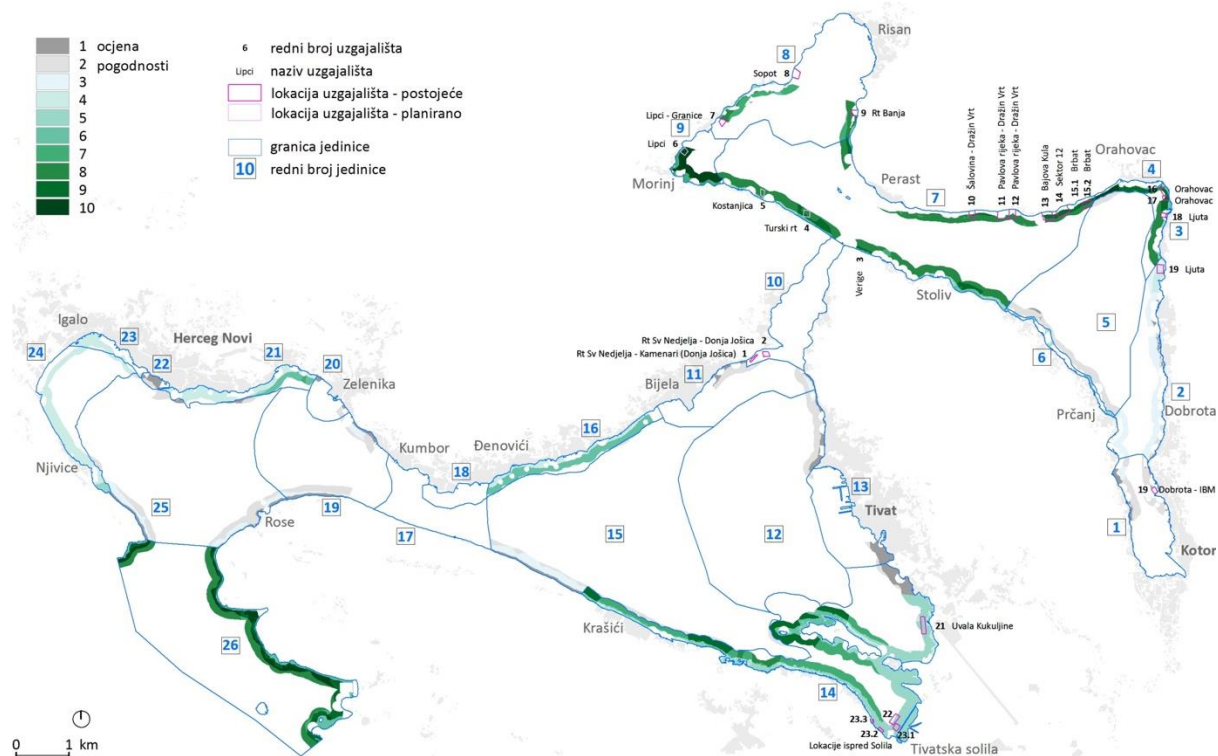 1 ocjena
2 pogodnosti
3
4
5
6
7
8
9
10
6 redni broj uzgajališta
Lipci naziv uzgajališta
lokacija uzgajališta - postojeće
lokacija uzgajališta - planirano
granica jedinice
10 redni broj jedinice
Risan
8
Sopot 8
Lipci - Granice 7
9
Lipci 6
9 Rt Banja
Morinj
Kostanjica
5
Turski rt 4
Perast
7
10 Šalovina - Dražin Vrt
11 Pavlova rijeka - Dražin Vrt
12 Pavlova rijeka - Dražin Vrt
13 Bajova Kula
14 Sektor 12
15.1 Brbat
15.2 Brbat
Orahovac
4
16 Orahovac
17 Orahovac
18 Ljuta
3
19 Ljuta
Verige 3
Stoliv
10
5
6
2
Prčanj
Dobrota
19 Dobrota - IBM
1
Kotor
Igalo
24
23
Herceg Novi
22
21
20
Zelenika
Rt Sv Nedjelja - Donja Jošica 2
Rt Sv Nedjelja - Kamenari (Donja Jošica) 1
11
Bijela
16
Kumbor
Đenovići
18
Njivice
25
19
Rose
17
15
12
13
Tivat
26
Krašići
21 Uvala Kukuljine
14
22
23.3
23.2
23.1
Lokacije ispred Solila
Tivatska solila
0 1 km